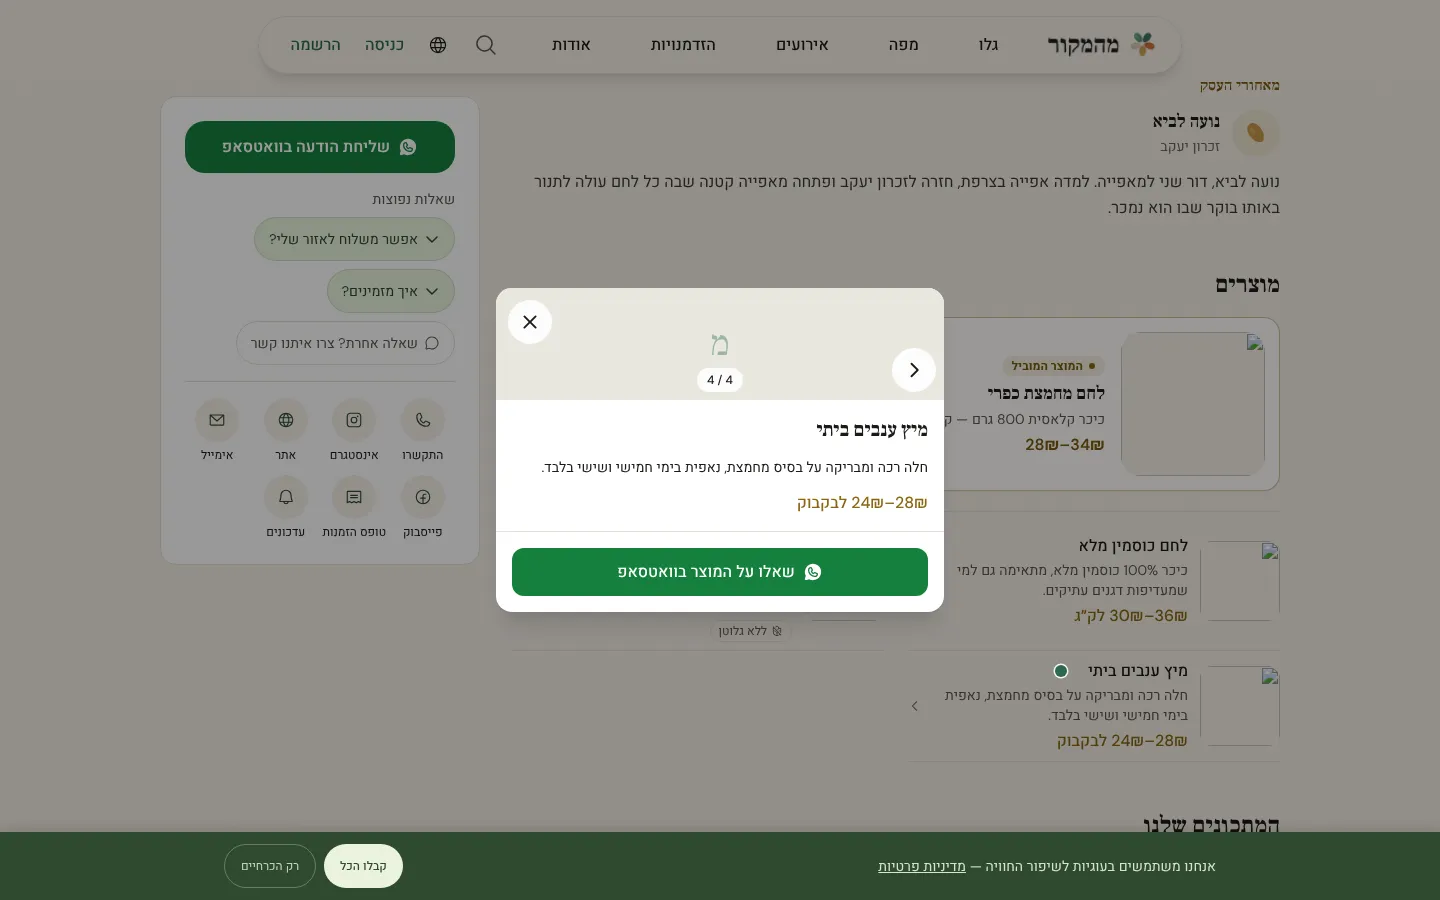 מהמקור
גלו
מפה
אירועים
הזדמנויות
אודות
כניסה
הרשמה
מאחורי העסק
נועה לביא
זכרון יעקב
נועה לביא, דור שני למאפייה. למדה אפייה בצרפת, חזרה לזכרון יעקב ופתחה מאפייה קטנה שבה כל לחם עולה לתנור
באותו בוקר שבו הוא נמכר.
מוצרים
המוצר המוביל
לחם מחמצת כפרי
כיכר קלאסית 800 גרם — ק
28₪–34₪
לחם כוסמין מלא
כיכר 100% כוסמין מלא, מתאימה גם למי
שמעדיפות דגנים עתיקים.
30₪–36₪ לק״ג
ללא גלוטן
מיץ ענבים ביתי
חלה רכה ומבריקה על בסיס מחמצת, נאפית
בימי חמישי ושישי בלבד.
24₪–28₪ לבקבוק
המתכונים שלנו
שליחת הודעה בוואטסאפ
שאלות נפוצות
אפשר משלוח לאזור שלי?
איך מזמינים?
שאלה אחרת? צרו איתנו קשר
התקשרו
אינסטגרם
אתר
אימייל
פייסבוק
טופס הזמנות
עדכונים
מ
4 / 4
מיץ ענבים ביתי
חלה רכה ומבריקה על בסיס מחמצת, נאפית בימי חמישי ושישי בלבד.
24₪–28₪ לבקבוק
שאלו על המוצר בוואטסאפ
אנחנו משתמשים בעוגיות לשיפור החוויה — מדיניות פרטיות
קבלו הכל
רק הכרחיים